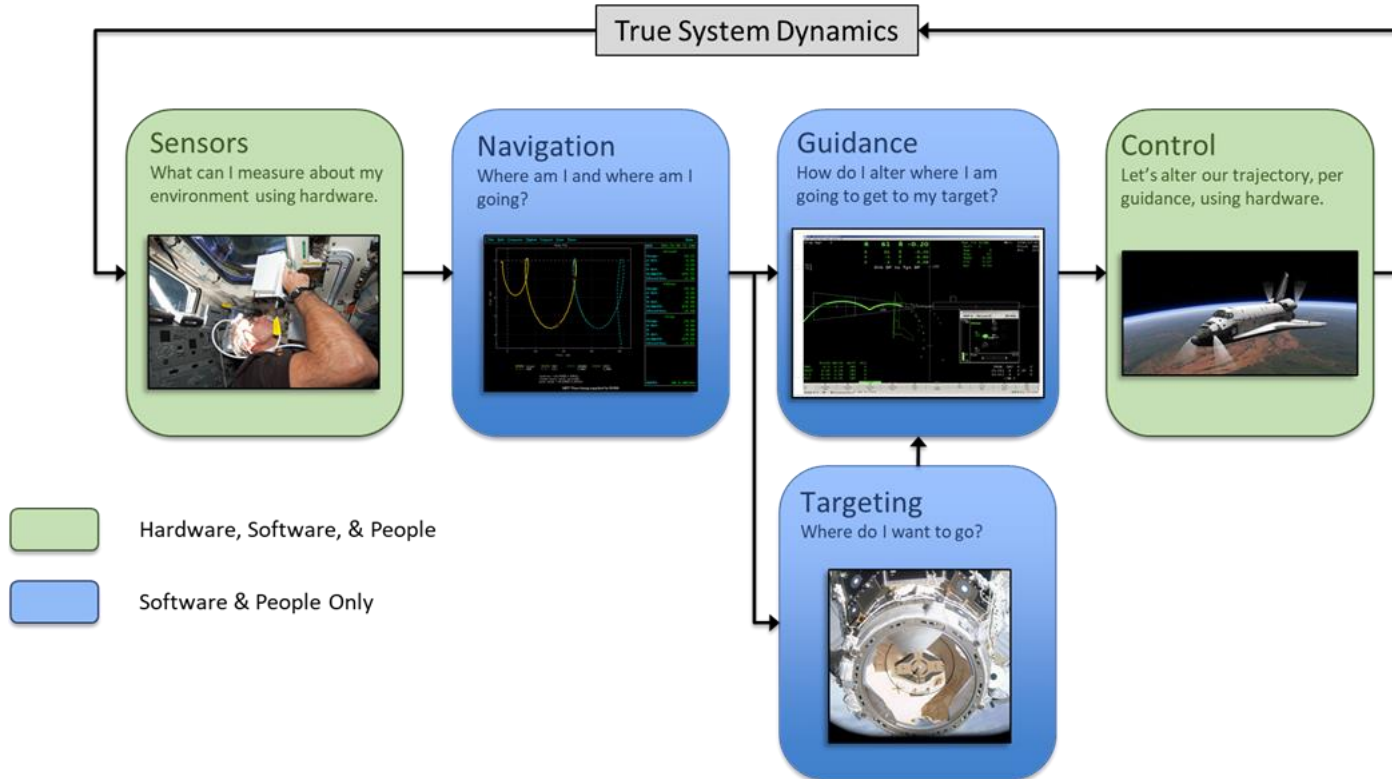 True System Dynamics
Sensors
What can I measure about my
environment using hardware.
Navigation
Where am I and where am I
going?
Guidance
How do I alter where I am
going to get to my target?
Control
Let's alter our trajectory, per
guidance, using hardware.
Targeting
Where do I want to go?
Hardware, Software, & People
Software & People Only